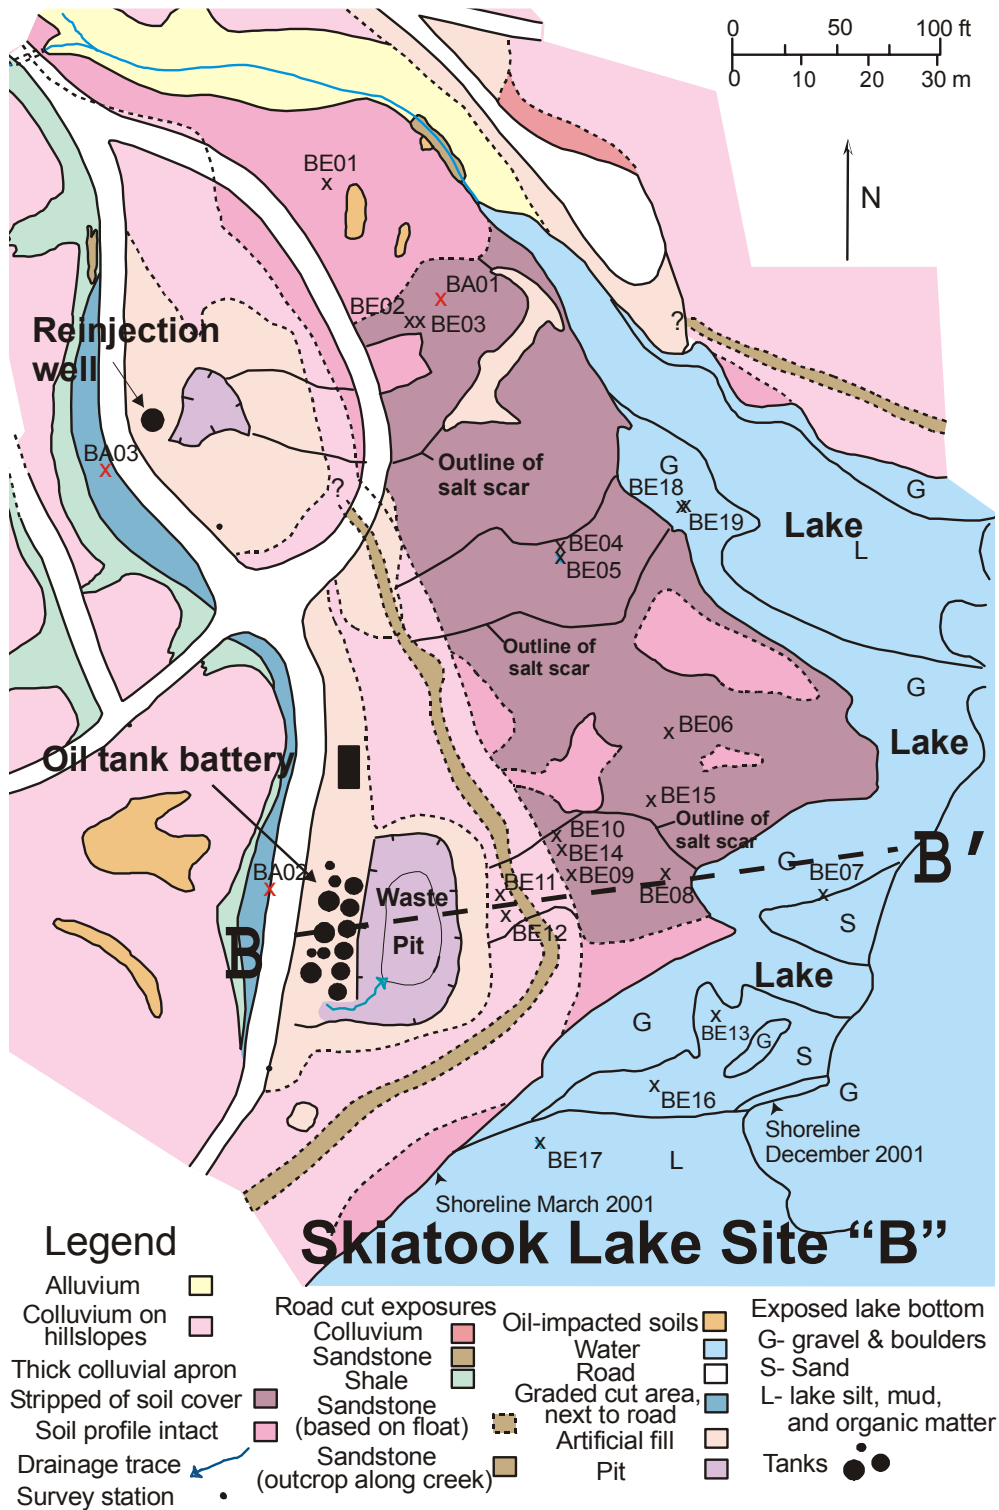 0 50 100 ft
0 10 20 30 m
N
BE01
BA01
BE02
BE03
?
Reinjection
well
BA03
Outline of
salt scar
?
G
BE18
BE19
G
Lake
L
BE04
BE05
Outline of
salt scar
G
BE06
Lake
Oil tank battery
BE15
Outline of
salt scar
BE10
BE14
BE09
BE08
G
BE07
B'
BA02
Waste
Pit
BE11
BE12
B
S
Lake
G
BE13
G
S
G
BE16
Shoreline
December 2001
BE17
L
Shoreline March 2001
Skiatook Lake Site “B”
Legend
Alluvium
Colluvium on
hillslopes
Thick colluvial apron
Stripped of soil cover
Soil profile intact
Drainage trace
Survey station
Road cut exposures
Colluvium
Sandstone
Shale
Sandstone
(based on float)
Sandstone
(outcrop along creek)
Oil-impacted soils
Water
Road
Graded cut area,
next to road
Artificial fill
Pit
Exposed lake bottom
G- gravel & boulders
S- Sand
L- lake silt, mud,
and organic matter
Tanks